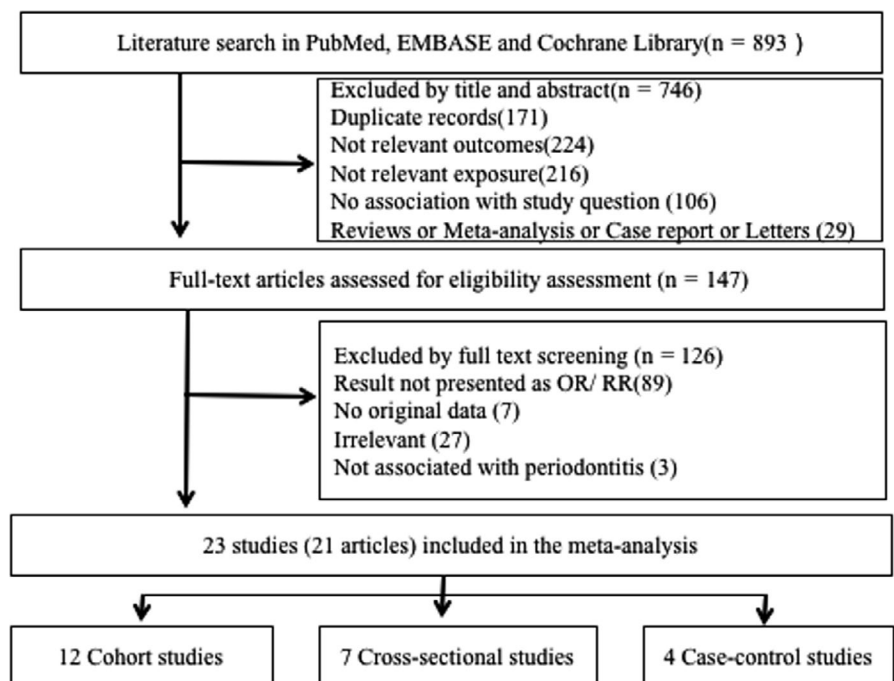 Literature search in PubMed, EMBASE and Cochrane Library(n = 893 )
Excluded by title and abstract(n = 746)
Duplicate records(171)
Not relevant outcomes(224)
Not relevant exposure(216)
No association with study question (106)
Reviews or Meta-analysis or Case report or Letters (29)
Full-text articles assessed for eligibility assessment (n = 147)
Excluded by full text screening (n = 126)
Result not presented as OR/ RR(89)
No original data (7)
Irrelevant (27)
Not associated with periodontitis (3)
23 studies (21 articles) included in the meta-analysis
12 Cohort studies
7 Cross-sectional studies
4 Case-control studies